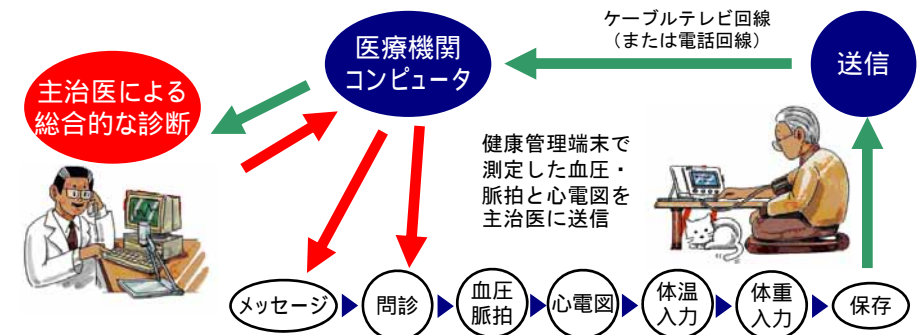 ケーブルテレビ回線
（または電話回線）
医療機関
コンピュータ
送信
主治医による
総合的な診断
健康管理端末で
測定した血圧・
脈拍と心電図を
主治医に送信
メッセージ
問診
血圧
脈拍
心電図
体温
入力
体重
入力
保存